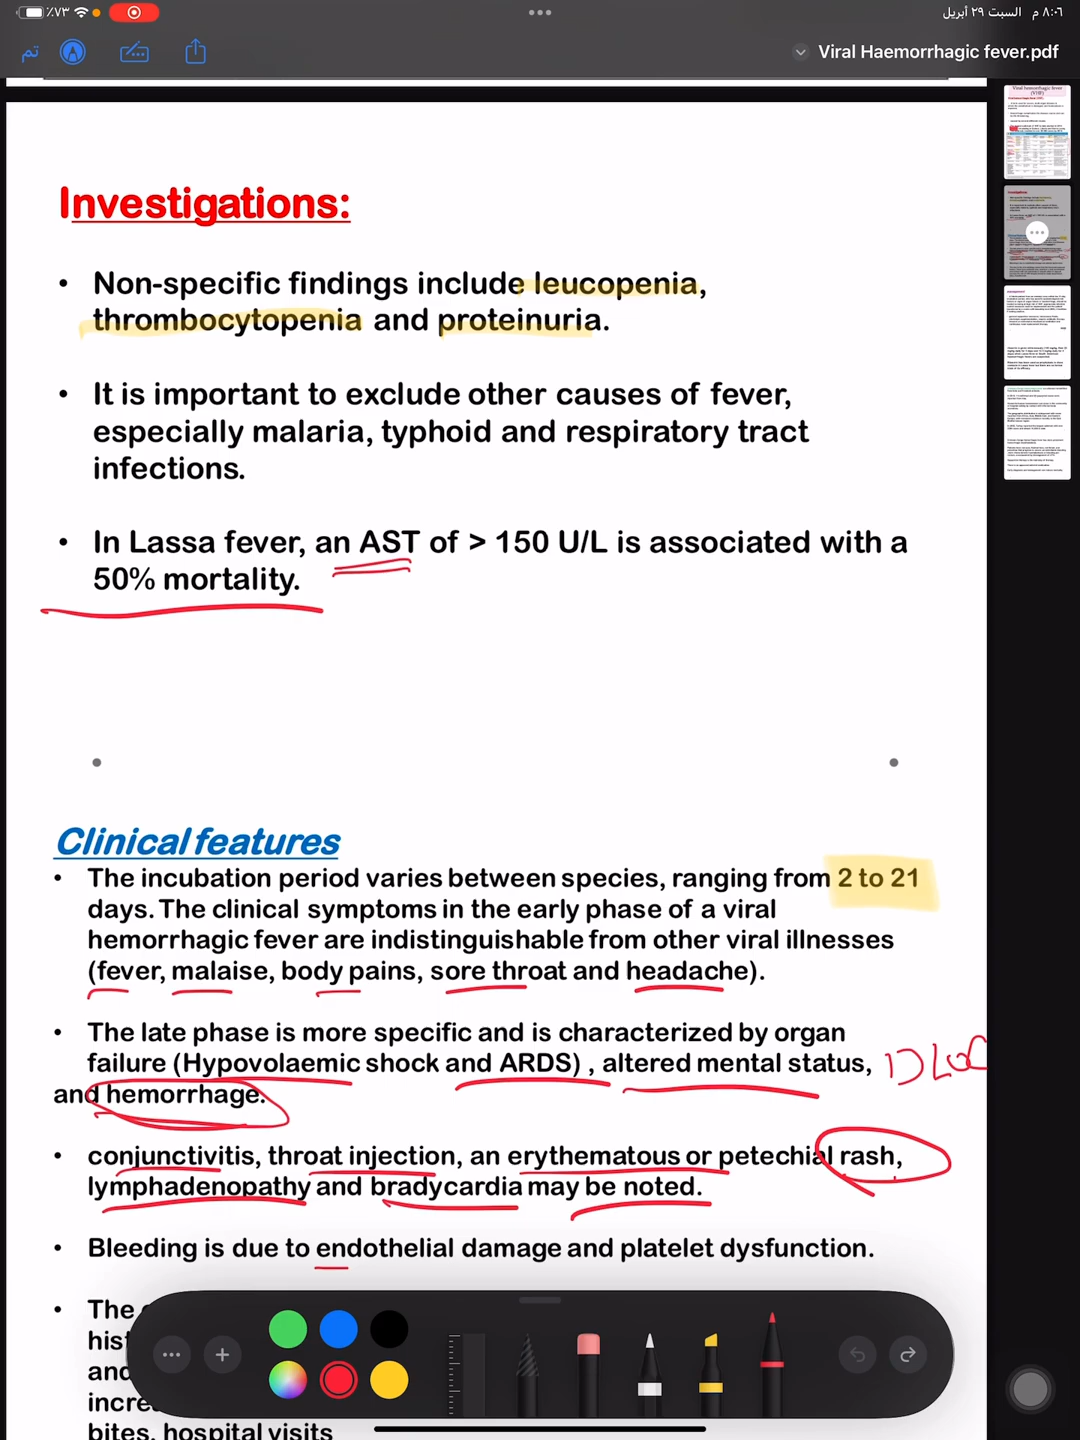 ٪٧٣
٨:٠٦ م السبت ٢٩ أبريل
تم
Viral Haemorrhagic fever.pdf
Viral hemorrhagic fever
(VHF)
Investigations:
• Non-specific findings include leucopenia,
thrombocytopenia and proteinuria.
• It is important to exclude other causes of fever,
especially malaria, typhoid and respiratory tract
infections.
• In Lassa fever, an AST of > 150 U/L is associated with a
50% mortality.
Clinical features
• The incubation period varies between species, ranging from 2 to 21
days. The clinical symptoms in the early phase of a viral
hemorrhagic fever are indistinguishable from other viral illnesses
(fever, malaise, body pains, sore throat and headache).
• The late phase is more specific and is characterized by organ
failure (Hypovolaemic shock and ARDS) , altered mental status,
and hemorrhage.
• conjunctivitis, throat injection, an erythematous or petechial rash,
lymphadenopathy and bradycardia may be noted.
• Bleeding is due to endothelial damage and platelet dysfunction.
• The
and
bites, hospital visits